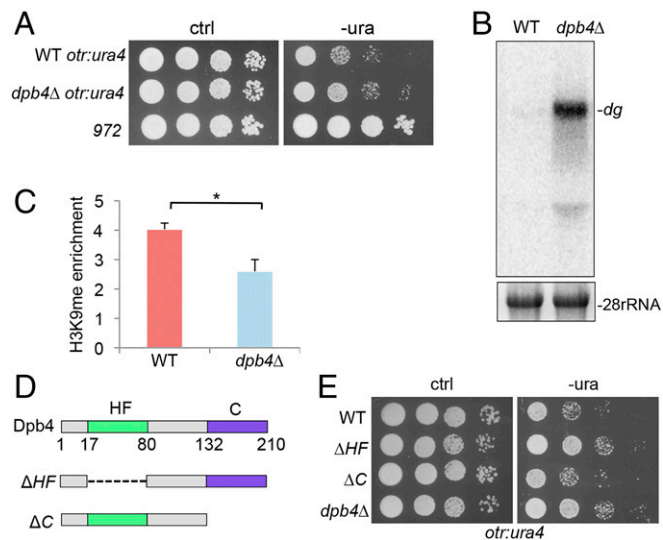 A
ctrl
-ura
WT otr:ura4
dpb4Δ otr:ura4
972
B
WT
dpb4Δ
-dg
-28rRNA
C
H3K9me enrichment
5
4
3
2
1
0
*
WT
dpb4Δ
D
HF
C
Dpb4
1 17 80 132 210
ΔHF
ΔC
E
ctrl
-ura
WT
ΔHF
ΔC
dpb4Δ
otr:ura4